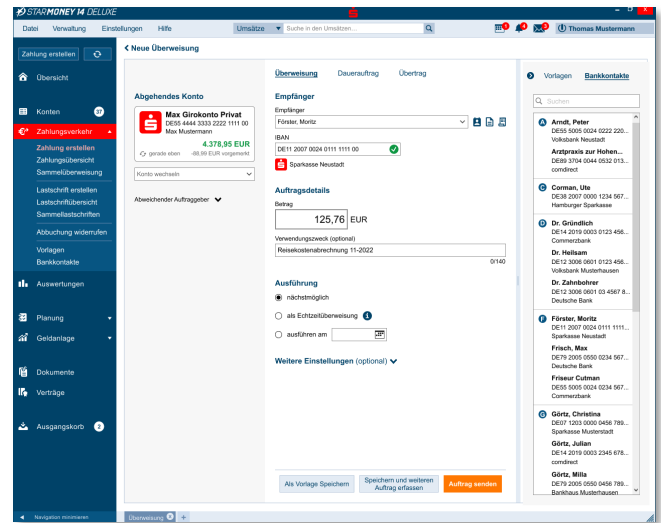 STARMONEY 14 DELUXE
Datei Verwaltung Einstellungen Hilfe
Umsätze Suche in den Umsätzen...
Thomas Mustermann
Zahlung erstellen
Übersicht
Konten 37
Zahlungsverkehr
Zahlung erstellen
Zahlungsübersicht
Sammelüberweisung
Lastschrift erstellen
Lastschriftübersicht
Sammellastschriften
Abbuchung widerrufen
Vorlagen
Bankkontakte
Auswertungen
Planung
Geldanlage
Dokumente
Verträge
Ausgangskorb 2
Navigation minimieren
Neue Überweisung
Abgehendes Konto
Max Girokonto Privat
DE55 4444 3333 2222 1111 00
Max Mustermann
4.378,95 EUR
gerade eben -88,99 EUR vorgemerkt
Konto wechseln
Abweichender Auftraggeber
Überweisung Dauerauftrag Übertrag
Empfänger
Empfänger
Förster, Moritz
IBAN
DE11 2007 0024 0111 1111 00
Sparkasse Neustadt
Auftragsdetails
Betrag
125,76 EUR
Verwendungszweck (optional)
Reisekostenabrechnung 11-2022
0/140
Ausführung
nächstmöglich
als Echtzeitüberweisung
ausführen am
Weitere Einstellungen (optional)
Als Vorlage Speichern
Speichern und weiteren
Auftrag erfassen
Auftrag senden
Vorlagen Bankkontakte
Suchen
A Arndt, Peter
DE55 5005 0024 0222 220...
Volksbank Neustadt
Arztpraxis zur Hohen...
DE89 3704 0044 0532 013...
comdirect
C Corman, Ute
DE38 2007 0000 1234 567...
Hamburger Sparkasse
D Dr. Gründlich
DE14 2019 0003 0123 456...
Commerzbank
Dr. Heilsam
DE12 3006 0601 0123 456...
Volksbank Musterhausen
Dr. Zahnbohrer
DE12 3006 0601 03 4567 8...
Deutsche Bank
F Förster, Moritz
DE11 2007 0024 0111 1111...
Sparkasse Neustadt
Frisch, Max
DE79 2005 0550 0234 567...
Deutsche Bank
Friseur Cutman
DE55 5005 0024 0234 567...
Commerzbank
G Görtz, Christina
DE07 1203 0000 0456 789...
Sparkasse Musterstadt
Görtz, Julian
DE14 2019 0003 2345 678...
comdirect
Görtz, Milla
DE79 2005 0550 0456 789...
Bankhaus Musterhausen
Überweisung